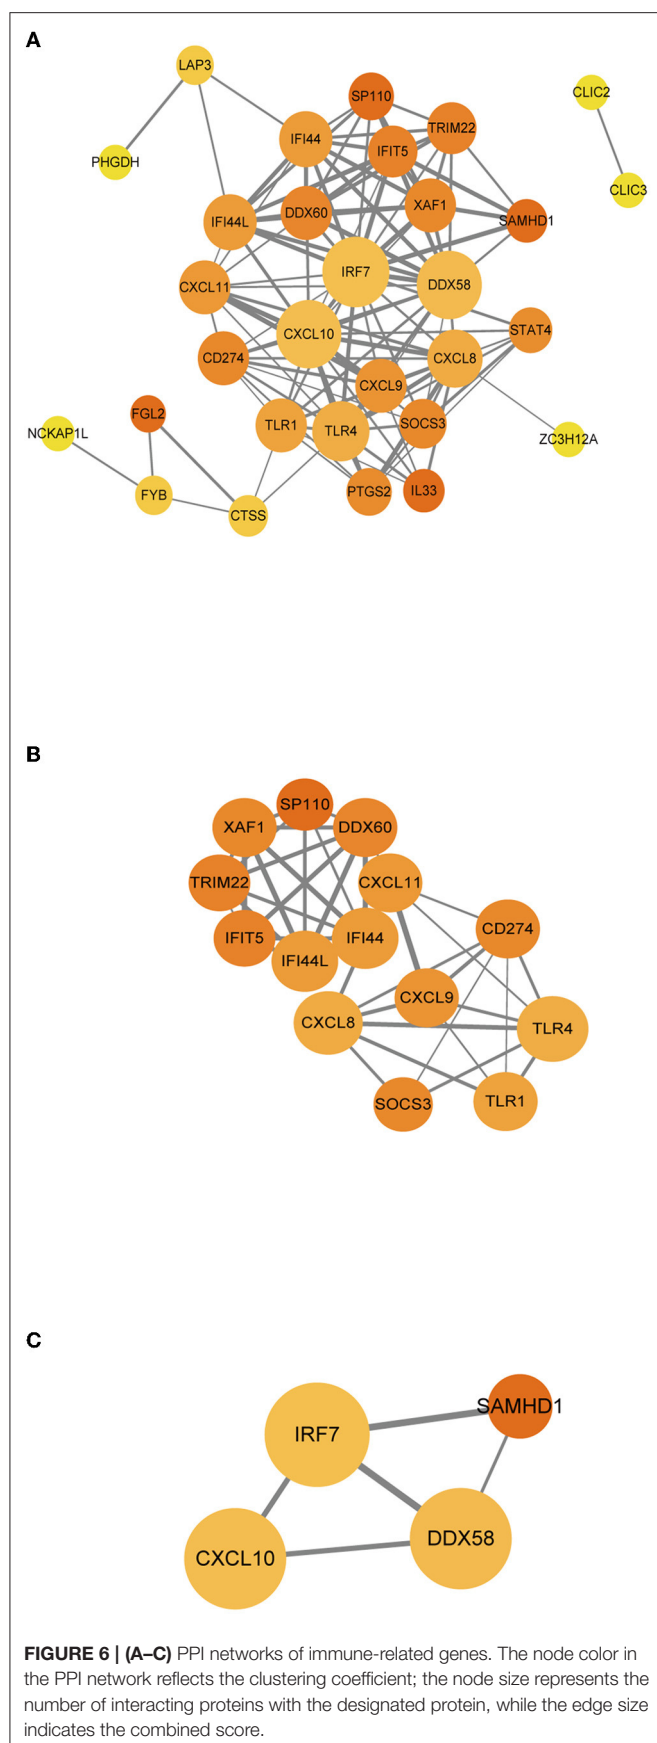 A
LAP3
CLIC2
SP110
TRIM22
IFI44
IFIT5
PHGDH
CLIC3
XAF1
DDX60
IFI44L
SAMHD1
IRF7
DDX58
CXCL11
CXCL10
STAT4
CD274
CXCL8
CXCL9
FGL2
SOCS3
TLR1
TLR4
NCKAP1L
ZC3H12A
PTGS2
IL33
FYB
CTSS
B
SP110
XAF1
DDX60
TRIM22
CXCL11
CD274
IFIT5
IFI44
IFI44L
CXCL9
CXCL8
TLR4
SOCS3
TLR1
C
SAMHD1
IRF7
DDX58
CXCL10
FIGURE 6 | (A–C) PPI networks of immune-related genes. The node color in
the PPI network reflects the clustering coefficient; the node size represents the
number of interacting proteins with the designated protein, while the edge size
indicates the combined score.